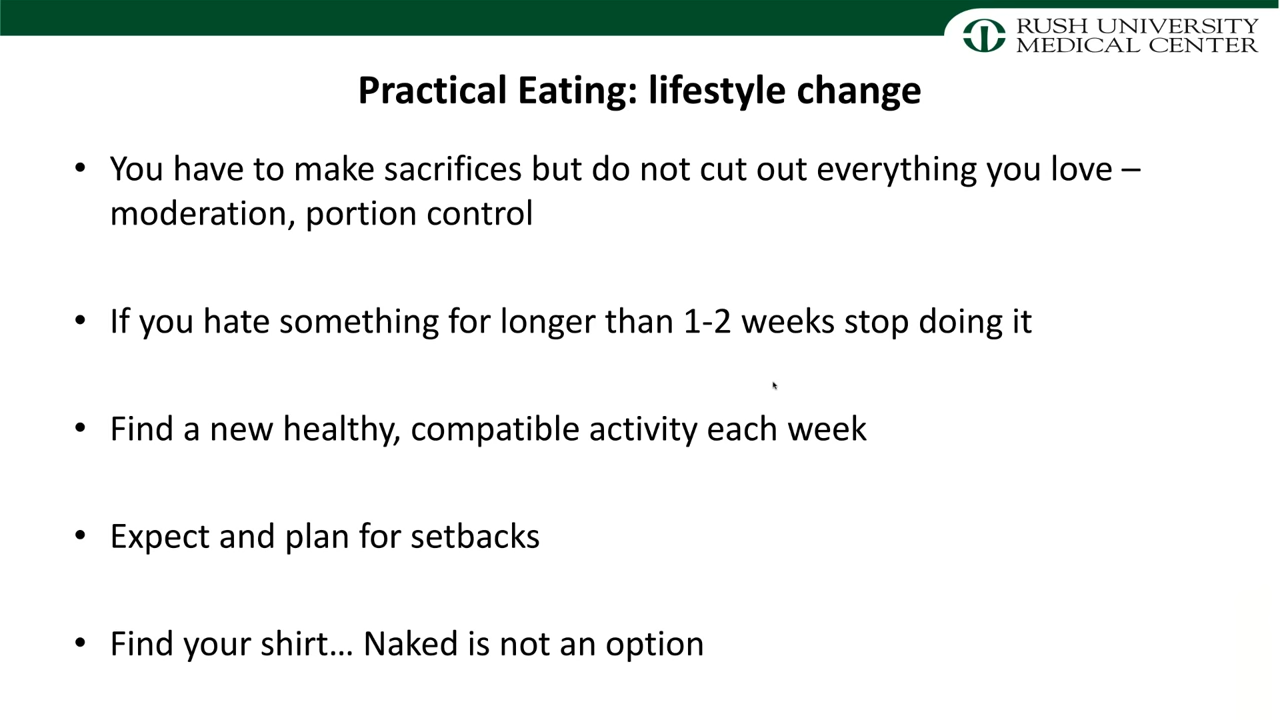 RUSH UNIVERSITY
MEDICAL CENTER
Practical Eating: lifestyle change
• You have to make sacrifices but do not cut out everything you love –
moderation, portion control
• If you hate something for longer than 1-2 weeks stop doing it
• Find a new healthy, compatible activity each week
• Expect and plan for setbacks
• Find your shirt... Naked is not an option